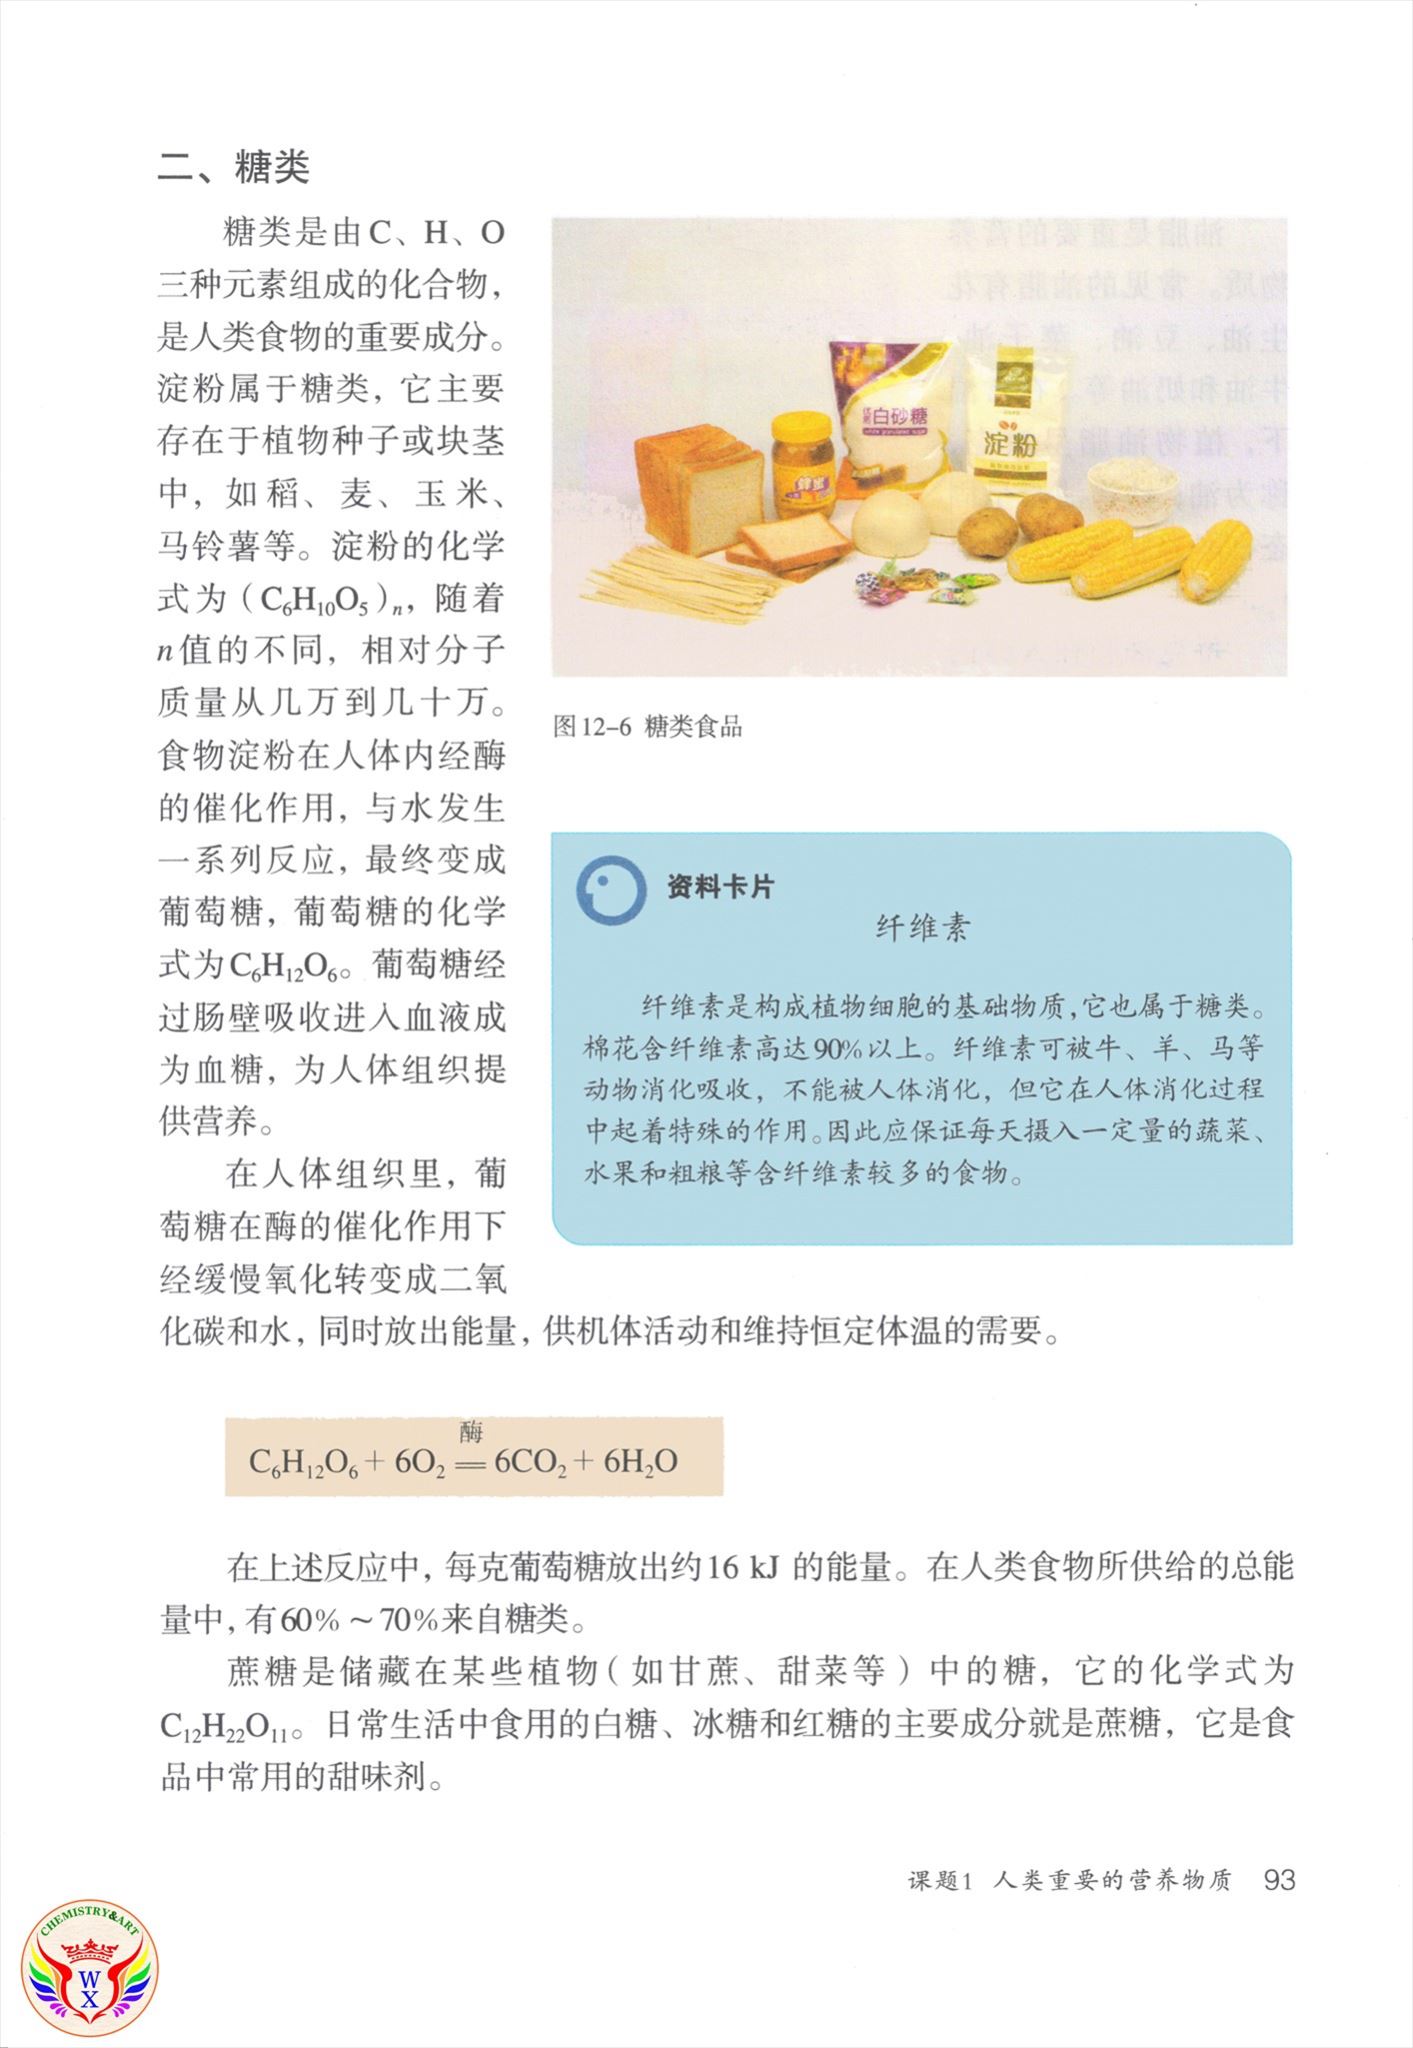 二、糖类
糖类是由C、H、O
三种元素组成的化合物，
是人类食物的重要成分。
淀粉属于糖类，它主要
存在于植物种子或块茎
中，如稻、麦、玉米、
马铃薯等。淀粉的化学
式为（C₆H₁₀O₅）ₙ，随着
n值的不同，相对分子
质量从几万到几十万。
食物淀粉在人体内经酶
的催化作用，与水发生
一系列反应，最终变成
葡萄糖，葡萄糖的化学
式为C₆H₁₂O₆。葡萄糖经
过肠壁吸收进入血液成
为血糖，为人体组织提
供营养。
在人体组织里，葡
萄糖在酶的催化作用下
经缓慢氧化转变成二氧
化碳和水，同时放出能量，供机体活动和维持恒定体温的需要。
白砂糖
white granulated sugar
淀粉
蜂蜜
图12-6 糖类食品
资料卡片
纤维素
纤维素是构成植物细胞的基础物质，它也属于糖类。
棉花含纤维素高达90%以上。纤维素可被牛、羊、马等
动物消化吸收，不能被人体消化，但它在人体消化过程
中起着特殊的作用。因此应保证每天摄入一定量的蔬菜、
水果和粗粮等含纤维素较多的食物。
酶
C₆H₁₂O₆ + 6O₂ = 6CO₂ + 6H₂O
在上述反应中，每克葡萄糖放出约16 kJ 的能量。在人类食物所供给的总能
量中，有60%～70%来自糖类。
蔗糖是储藏在某些植物（如甘蔗、甜菜等）中的糖，它的化学式为
C₁₂H₂₂O₁₁。日常生活中食用的白糖、冰糖和红糖的主要成分就是蔗糖，它是食
品中常用的甜味剂。
课题1 人类重要的营养物质 93
CHEMISTRY&ART
W
X